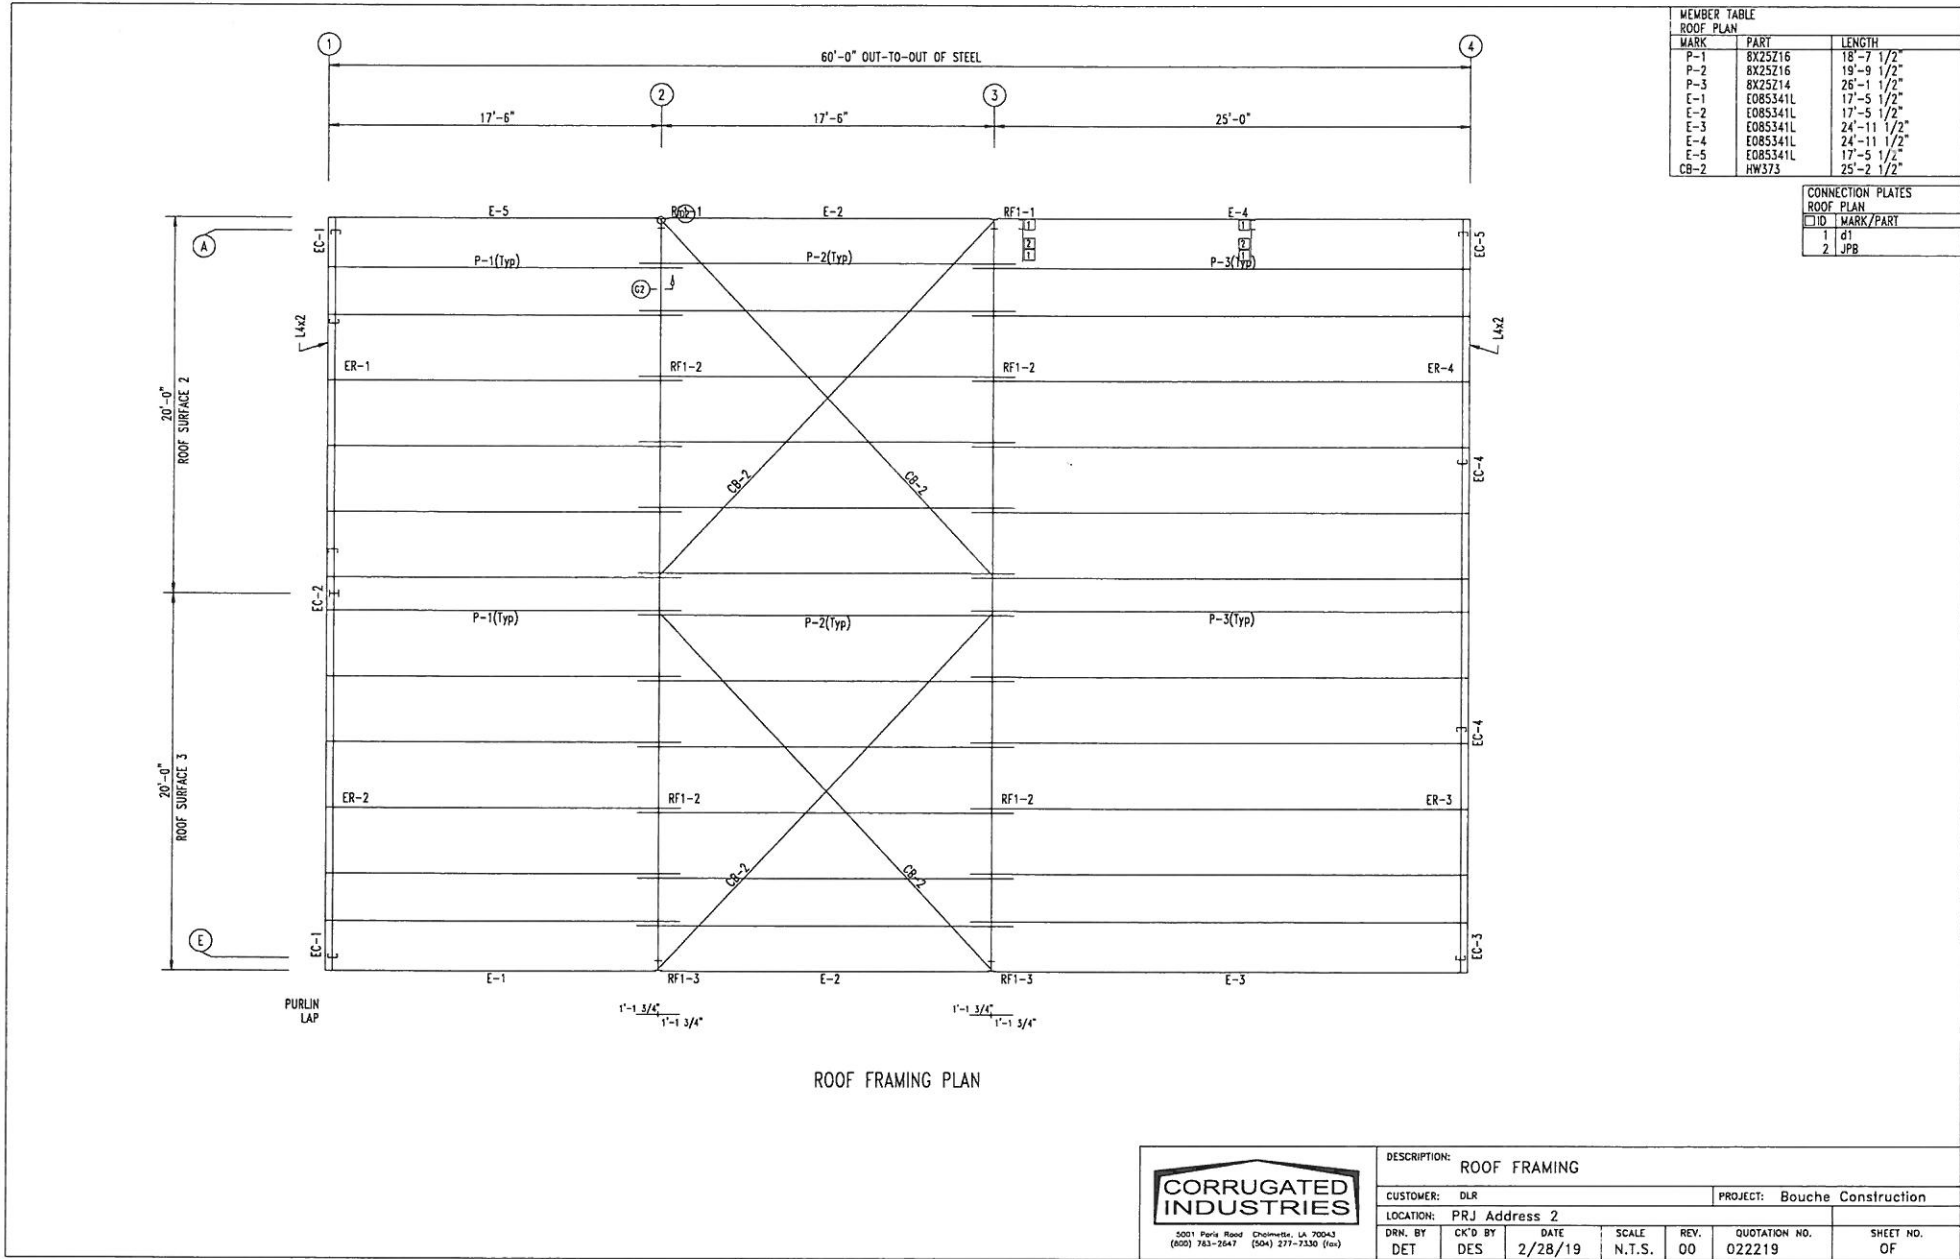 MEMBER TABLE
ROOF PLAN
MARK PART LENGTH
P-1 8X25Z16 18'-7 1/2"
P-2 8X25Z16 19'-9 1/2"
P-3 8X25Z14 26'-1 1/2"
E-1 E085341L 17'-5 1/2"
E-2 E085341L 17'-5 1/2"
E-3 E085341L 24'-11 1/2"
E-4 E085341L 24'-11 1/2"
E-5 E085341L 17'-5 1/2"
CB-2 HW373 25'-2 1/2"
CONNECTION PLATES
ROOF PLAN
ID MARK/PART
1 d1
2 JPB
1 4
60'-0" OUT-TO-OUT OF STEEL
2 3
17'-6" 17'-6" 25'-0"
E-5 E-2 RF1-1 E-4
A EC-1 1 1 EC-5
2 2
1 1
P-1(Typ) P-2(Typ) P-3(Typ)
G2
L4x2 L4x2
ER-1 RF1-2 RF1-2 ER-4
20'-0"
ROOF SURFACE 2
CB-2 CB-2 EC-4
EC-2
P-1(Typ) P-2(Typ) P-3(Typ)
EC-4
20'-0"
ROOF SURFACE 3
ER-2 RF1-2 RF1-2 ER-3
CB-2 CB-2
E EC-1 EC-3
E-1 RF1-3 E-2 RF1-3 E-3
PURLIN
LAP
1'-1 3/4" 1'-1 3/4"
1'-1 3/4" 1'-1 3/4"
ROOF FRAMING PLAN
CORRUGATED
INDUSTRIES
5001 Paris Road Chalmette, LA 70043
(800) 783-2647 (504) 277-7330 (fax)
DESCRIPTION: ROOF FRAMING
CUSTOMER: DLR PROJECT: Bouche Construction
LOCATION: PRJ Address 2
DRN. BY CK'D BY DATE SCALE REV. QUOTATION NO. SHEET NO.
DET DES 2/28/19 N.T.S. 00 022219 OF